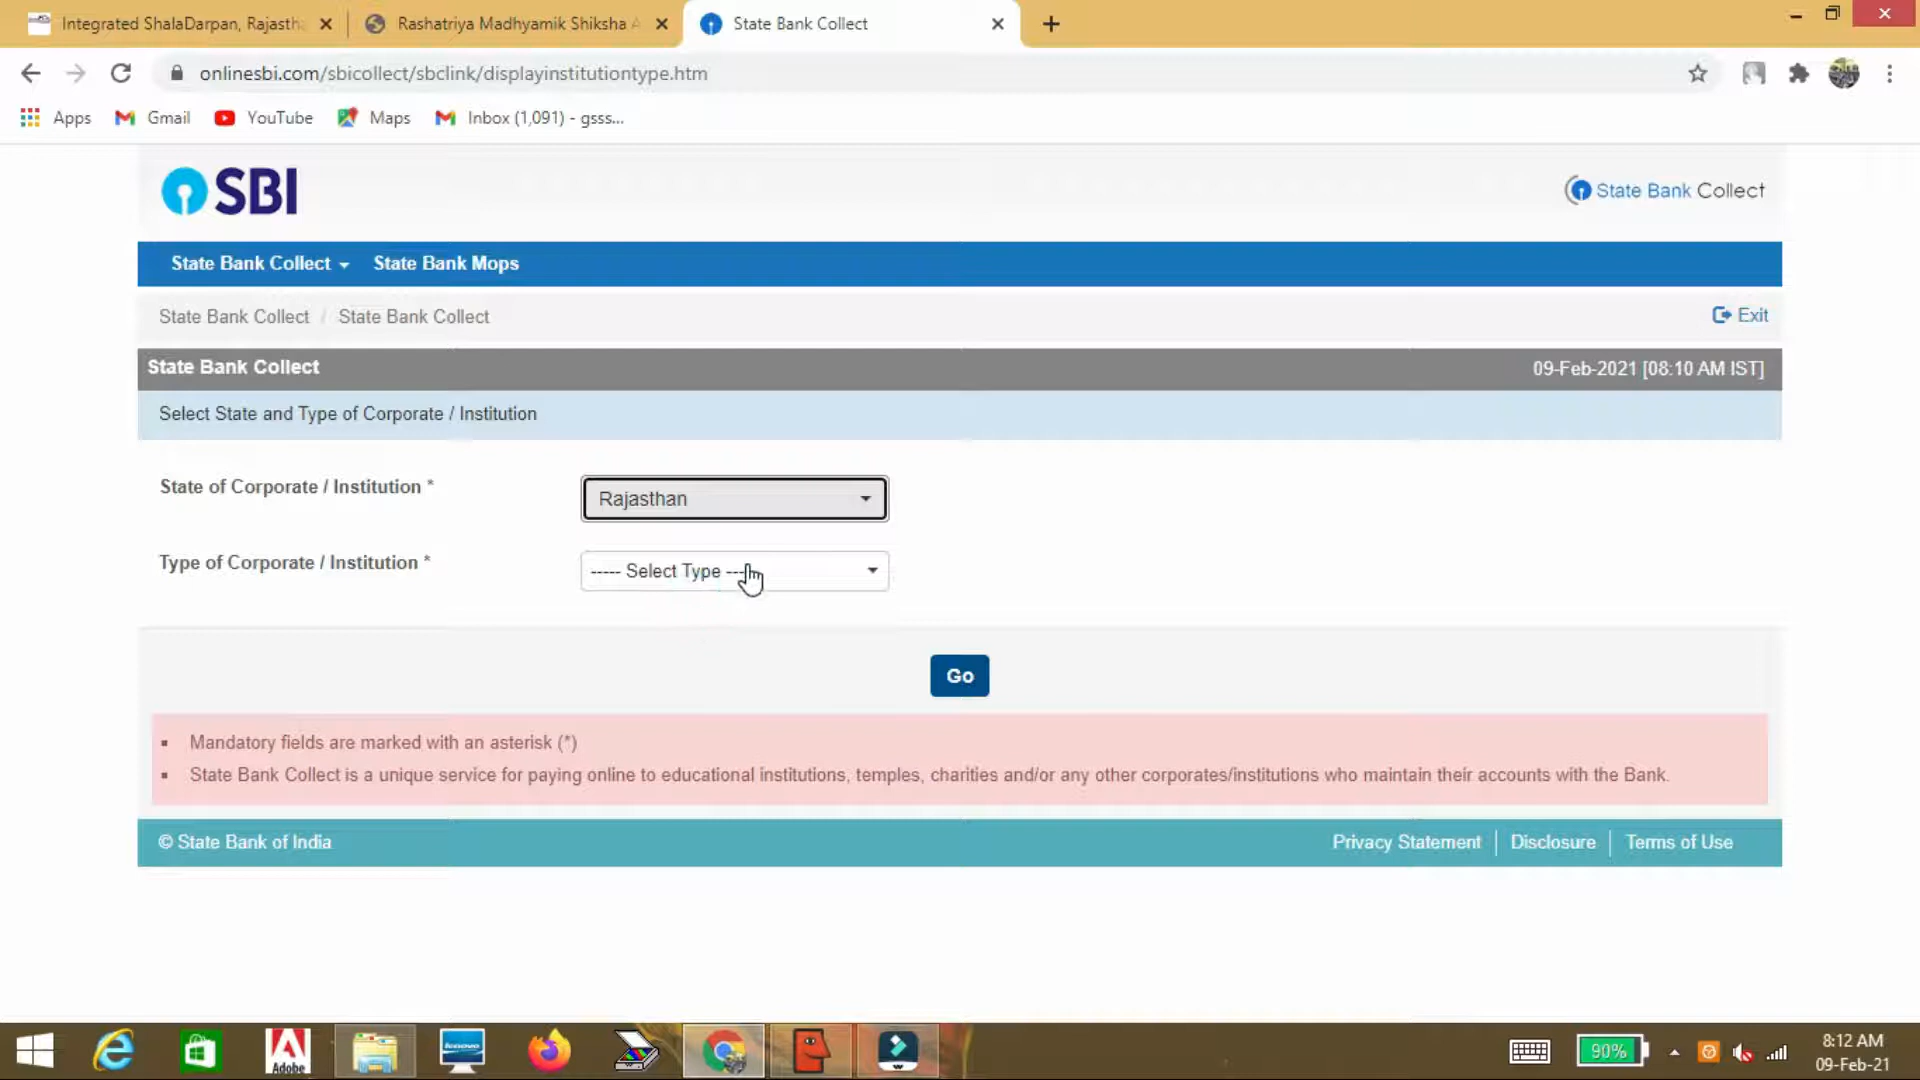 Integrated ShalaDarpan, Rajastha
Rashatriya Madhyamik Shiksha A
State Bank Collect
onlinesbi.com/sbicollect/sbclink/displayinstitutiontype.htm
Apps
Gmail
YouTube
Maps
Inbox (1,091) - gsss...
SBI
State Bank Collect
State Bank Collect
State Bank Mops
State Bank Collect / State Bank Collect
Exit
State Bank Collect
09-Feb-2021 [08:10 AM IST]
Select State and Type of Corporate / Institution
State of Corporate / Institution *
Rajasthan
Type of Corporate / Institution *
----- Select Type ---
Go
Mandatory fields are marked with an asterisk (*)
State Bank Collect is a unique service for paying online to educational institutions, temples, charities and/or any other corporates/institutions who maintain their accounts with the Bank.
© State Bank of India
Privacy Statement
Disclosure
Terms of Use
Adobe
lenovo
90%
8:12 AM
09-Feb-21